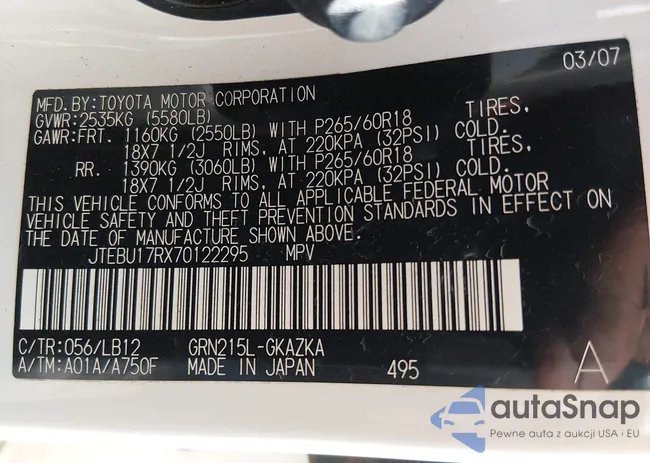 03/07
MFD.BY:TOYOTA MOTOR CORPORATION
GVWR:2535KG (5580LB)
GAWR:FRT. 1160KG (2550LB) WITH P265/60R18 TIRES,
18X7 1/2J RIMS, AT 220KPA (32PSI) COLD.
RR. 1390KG (3060LB) WITH P265/60R18 TIRES,
18X7 1/2J RIMS, AT 220KPA (32PSI) COLD.
THIS VEHICLE CONFORMS TO ALL APPLICABLE FEDERAL MOTOR
VEHICLE SAFETY AND THEFT PREVENTION STANDARDS IN EFFECT ON
THE DATE OF MANUFACTURE SHOWN ABOVE.
JTEBU17RX70122295 MPV
C/TR:056/LB12 GRN215L-GKAZKA
A/TM:A01A/A750F MADE IN JAPAN 495 A
autaSnap
Pewne auta z aukcji USA i EU